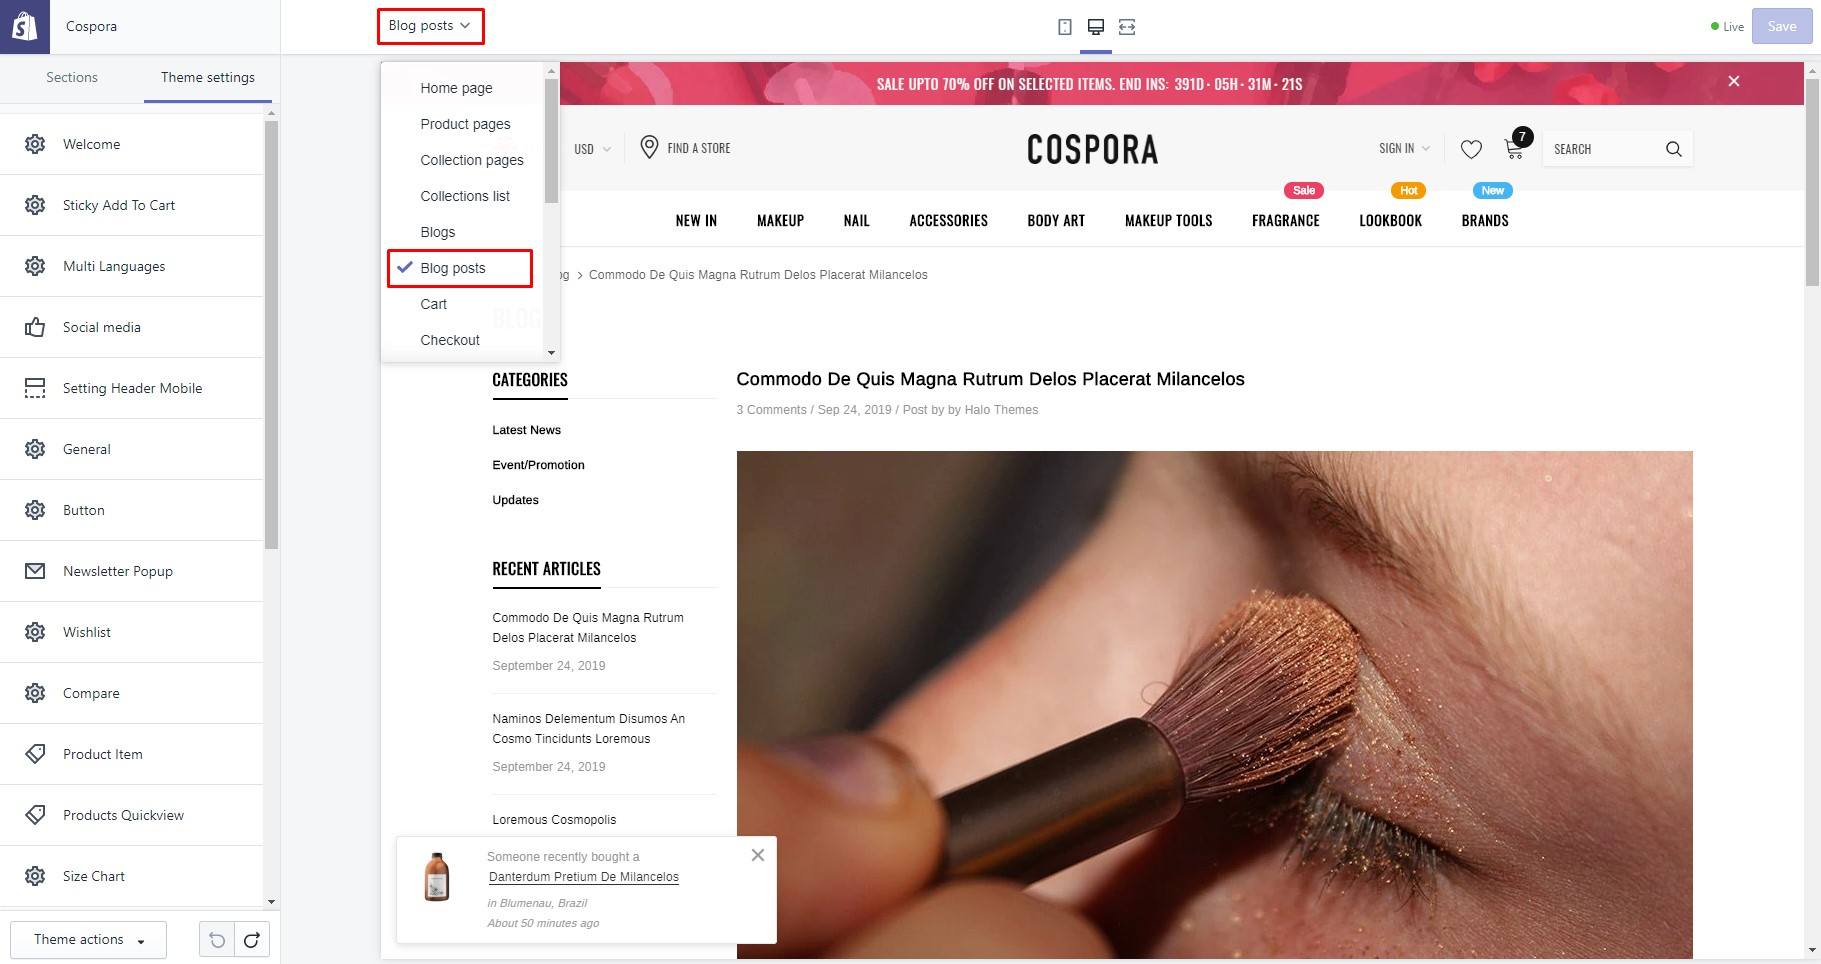 Cospora
Blog posts
Live
Save
Sections
Theme settings
Welcome
Sticky Add To Cart
Multi Languages
Social media
Setting Header Mobile
General
Button
Newsletter Popup
Wishlist
Compare
Product Item
Products Quickview
Size Chart
Theme actions
Home page
Product pages
Collection pages
Collections list
Blogs
Blog posts
Cart
Checkout
SALE UPTO 70% OFF ON SELECTED ITEMS. END INS: 391D · 05H · 31M · 21S
USD
FIND A STORE
COSPORA
SIGN IN
7
SEARCH
Sale
Hot
New
NEW IN
MAKEUP
NAIL
ACCESSORIES
BODY ART
MAKEUP TOOLS
FRAGRANCE
LOOKBOOK
BRANDS
og > Commodo De Quis Magna Rutrum Delos Placerat Milancelos
BLOG
CATEGORIES
Latest News
Event/Promotion
Updates
RECENT ARTICLES
Commodo De Quis Magna Rutrum
Delos Placerat Milancelos
September 24, 2019
Naminos Delementum Disumos An
Cosmo Tincidunts Loremous
September 24, 2019
Loremous Cosmopolis
Someone recently bought a
Danterdum Pretium De Milancelos
in Blumenau, Brazil
About 50 minutes ago
Commodo De Quis Magna Rutrum Delos Placerat Milancelos
3 Comments / Sep 24, 2019 / Post by by Halo Themes